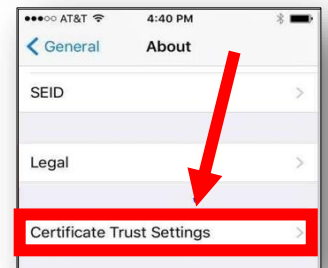 AT&T 4:40 PM
General About
SEID
Legal
Certificate Trust Settings